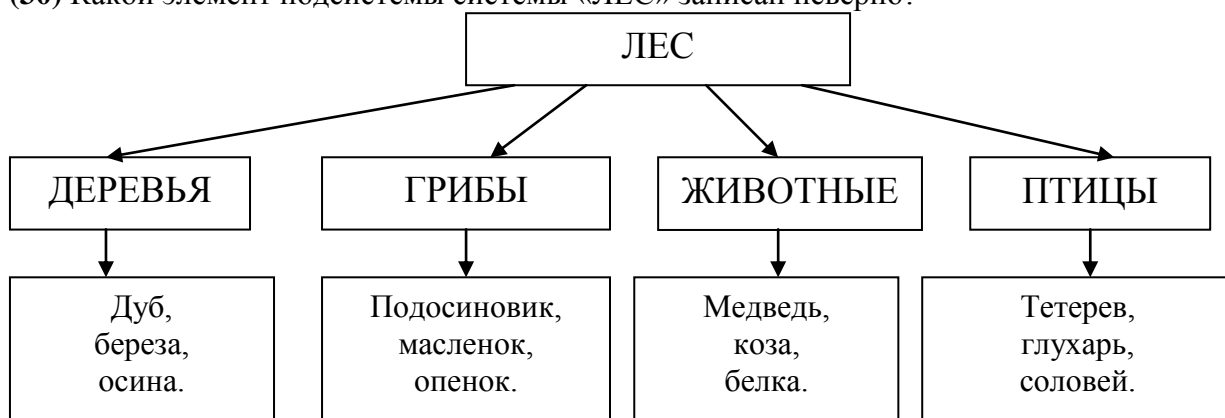 (30) Какой элемент подсистемы системы «ЛЕС» записан неверно?
ЛЕС
ДЕРЕВЬЯ
ГРИБЫ
ЖИВОТНЫЕ
ПТИЦЫ
Дуб,
береза,
осина.
Подосиновик,
масленок,
опенок.
Медведь,
коза,
белка.
Тетерев,
глухарь,
соловей.